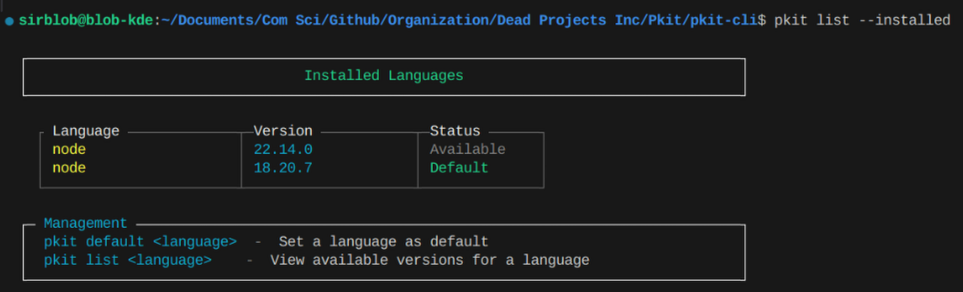 sirblob@blob-kde:~/Documents/Com Sci/Github/Organization/Dead Projects Inc/Pkit/pkit-cli$ pkit list --installed
Installed Languages
Language Version Status
node 22.14.0 Available
node 18.20.7 Default
Management
pkit default <language> - Set a language as default
pkit list <language> - View available versions for a language